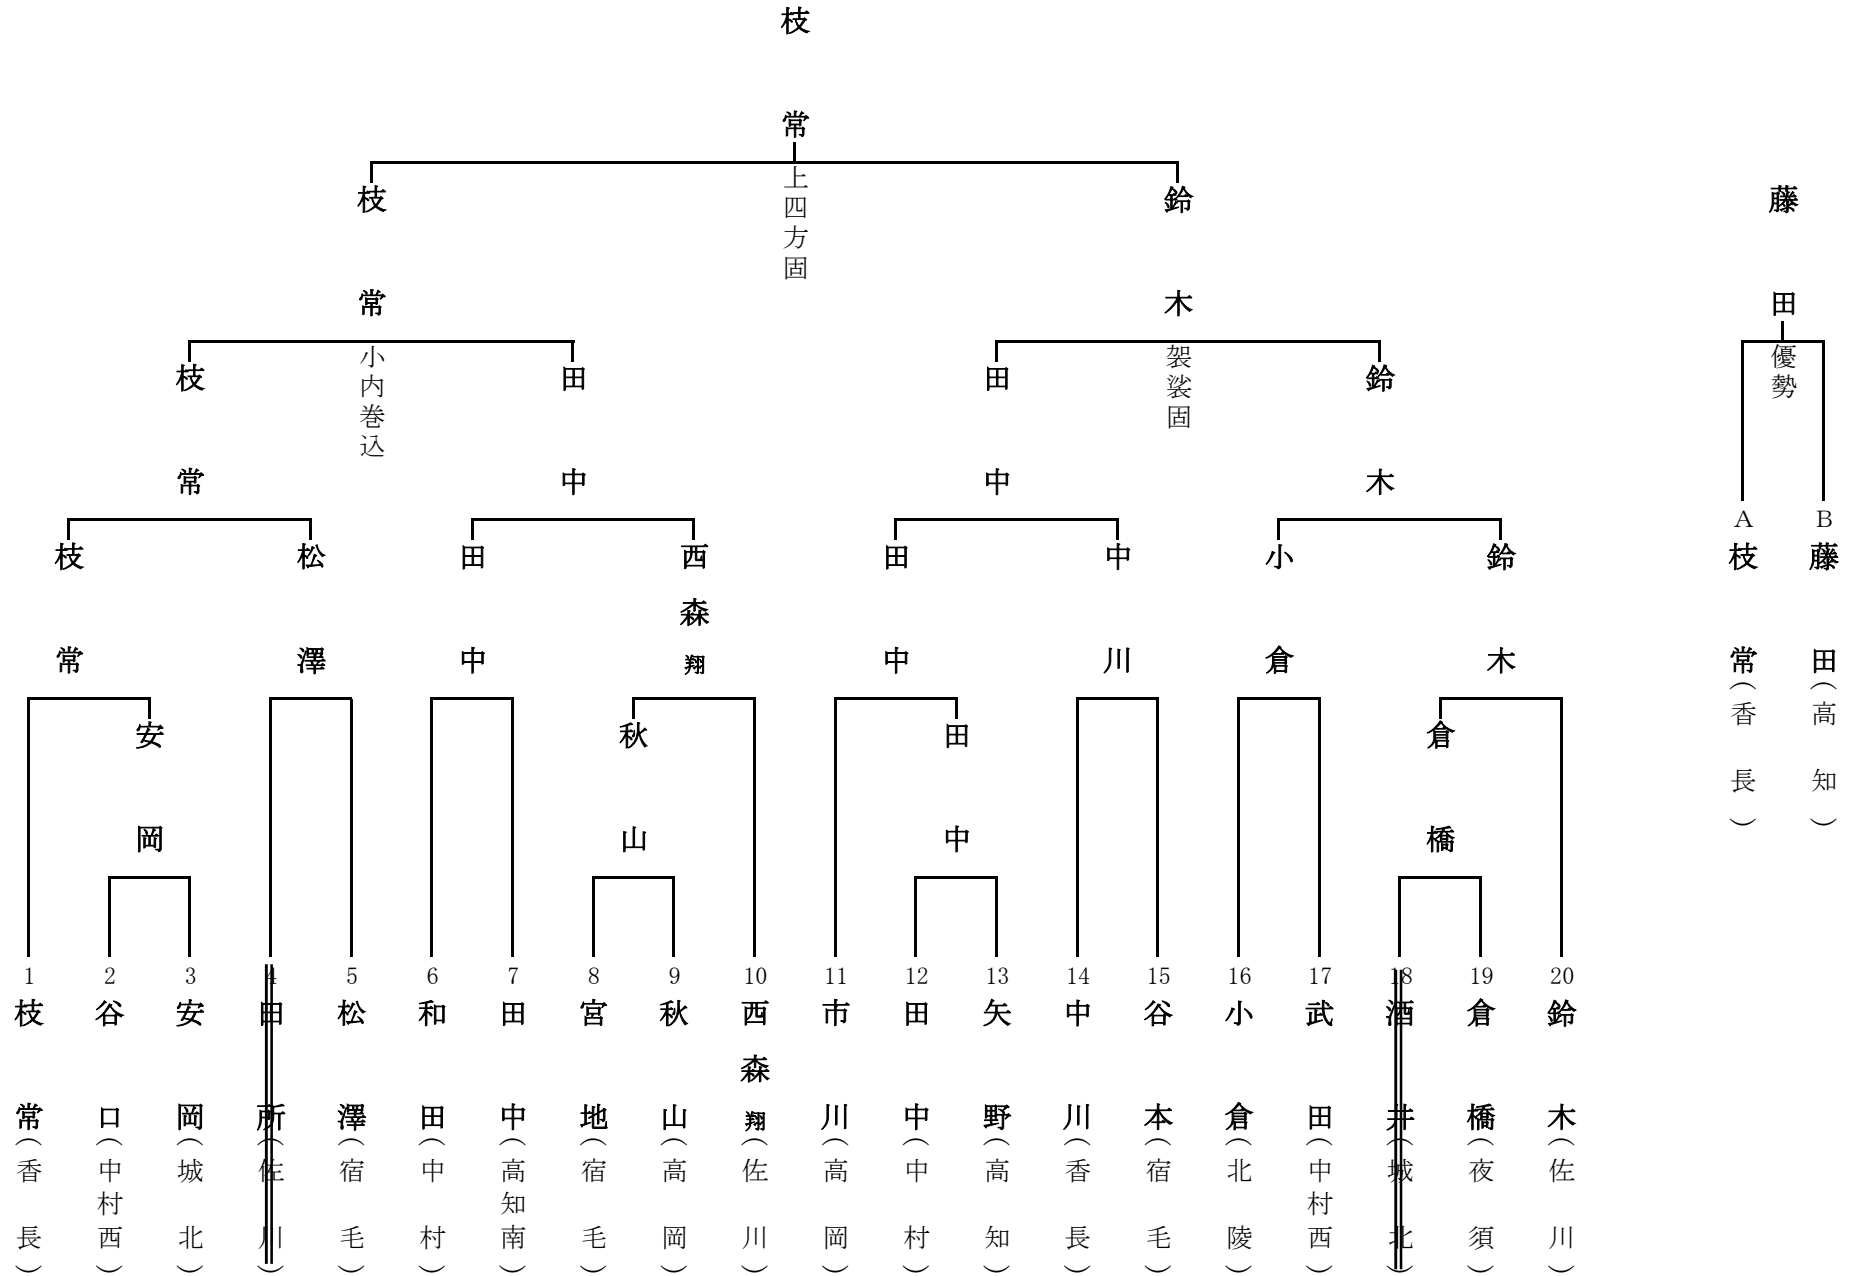 枝常
上四方固
枝常
鈴木
藤田
小内巻込
袈裟固
優勢
枝常
田中
田中
鈴木
A
B
枝常(香長)
藤田(高知)
枝常
松澤
田中
西森翔
田中
中川
小倉
鈴木
安岡
秋山
田中
倉橋
1 枝常(香長)
2 谷口(中村西)
3 安岡(城北)
4 田所(佐川)
5 松澤(宿毛)
6 和田(中村)
7 田中(高知南)
8 宮地(宿毛)
9 秋山(高岡)
10 西森翔(佐川)
11 市川(高岡)
12 田中(中村)
13 矢野(高知)
14 中川(香長)
15 谷本(宿毛)
16 小倉(北陵)
17 武田(中村西)
18 酒井(城北)
19 倉橋(夜須)
20 鈴木(佐川)